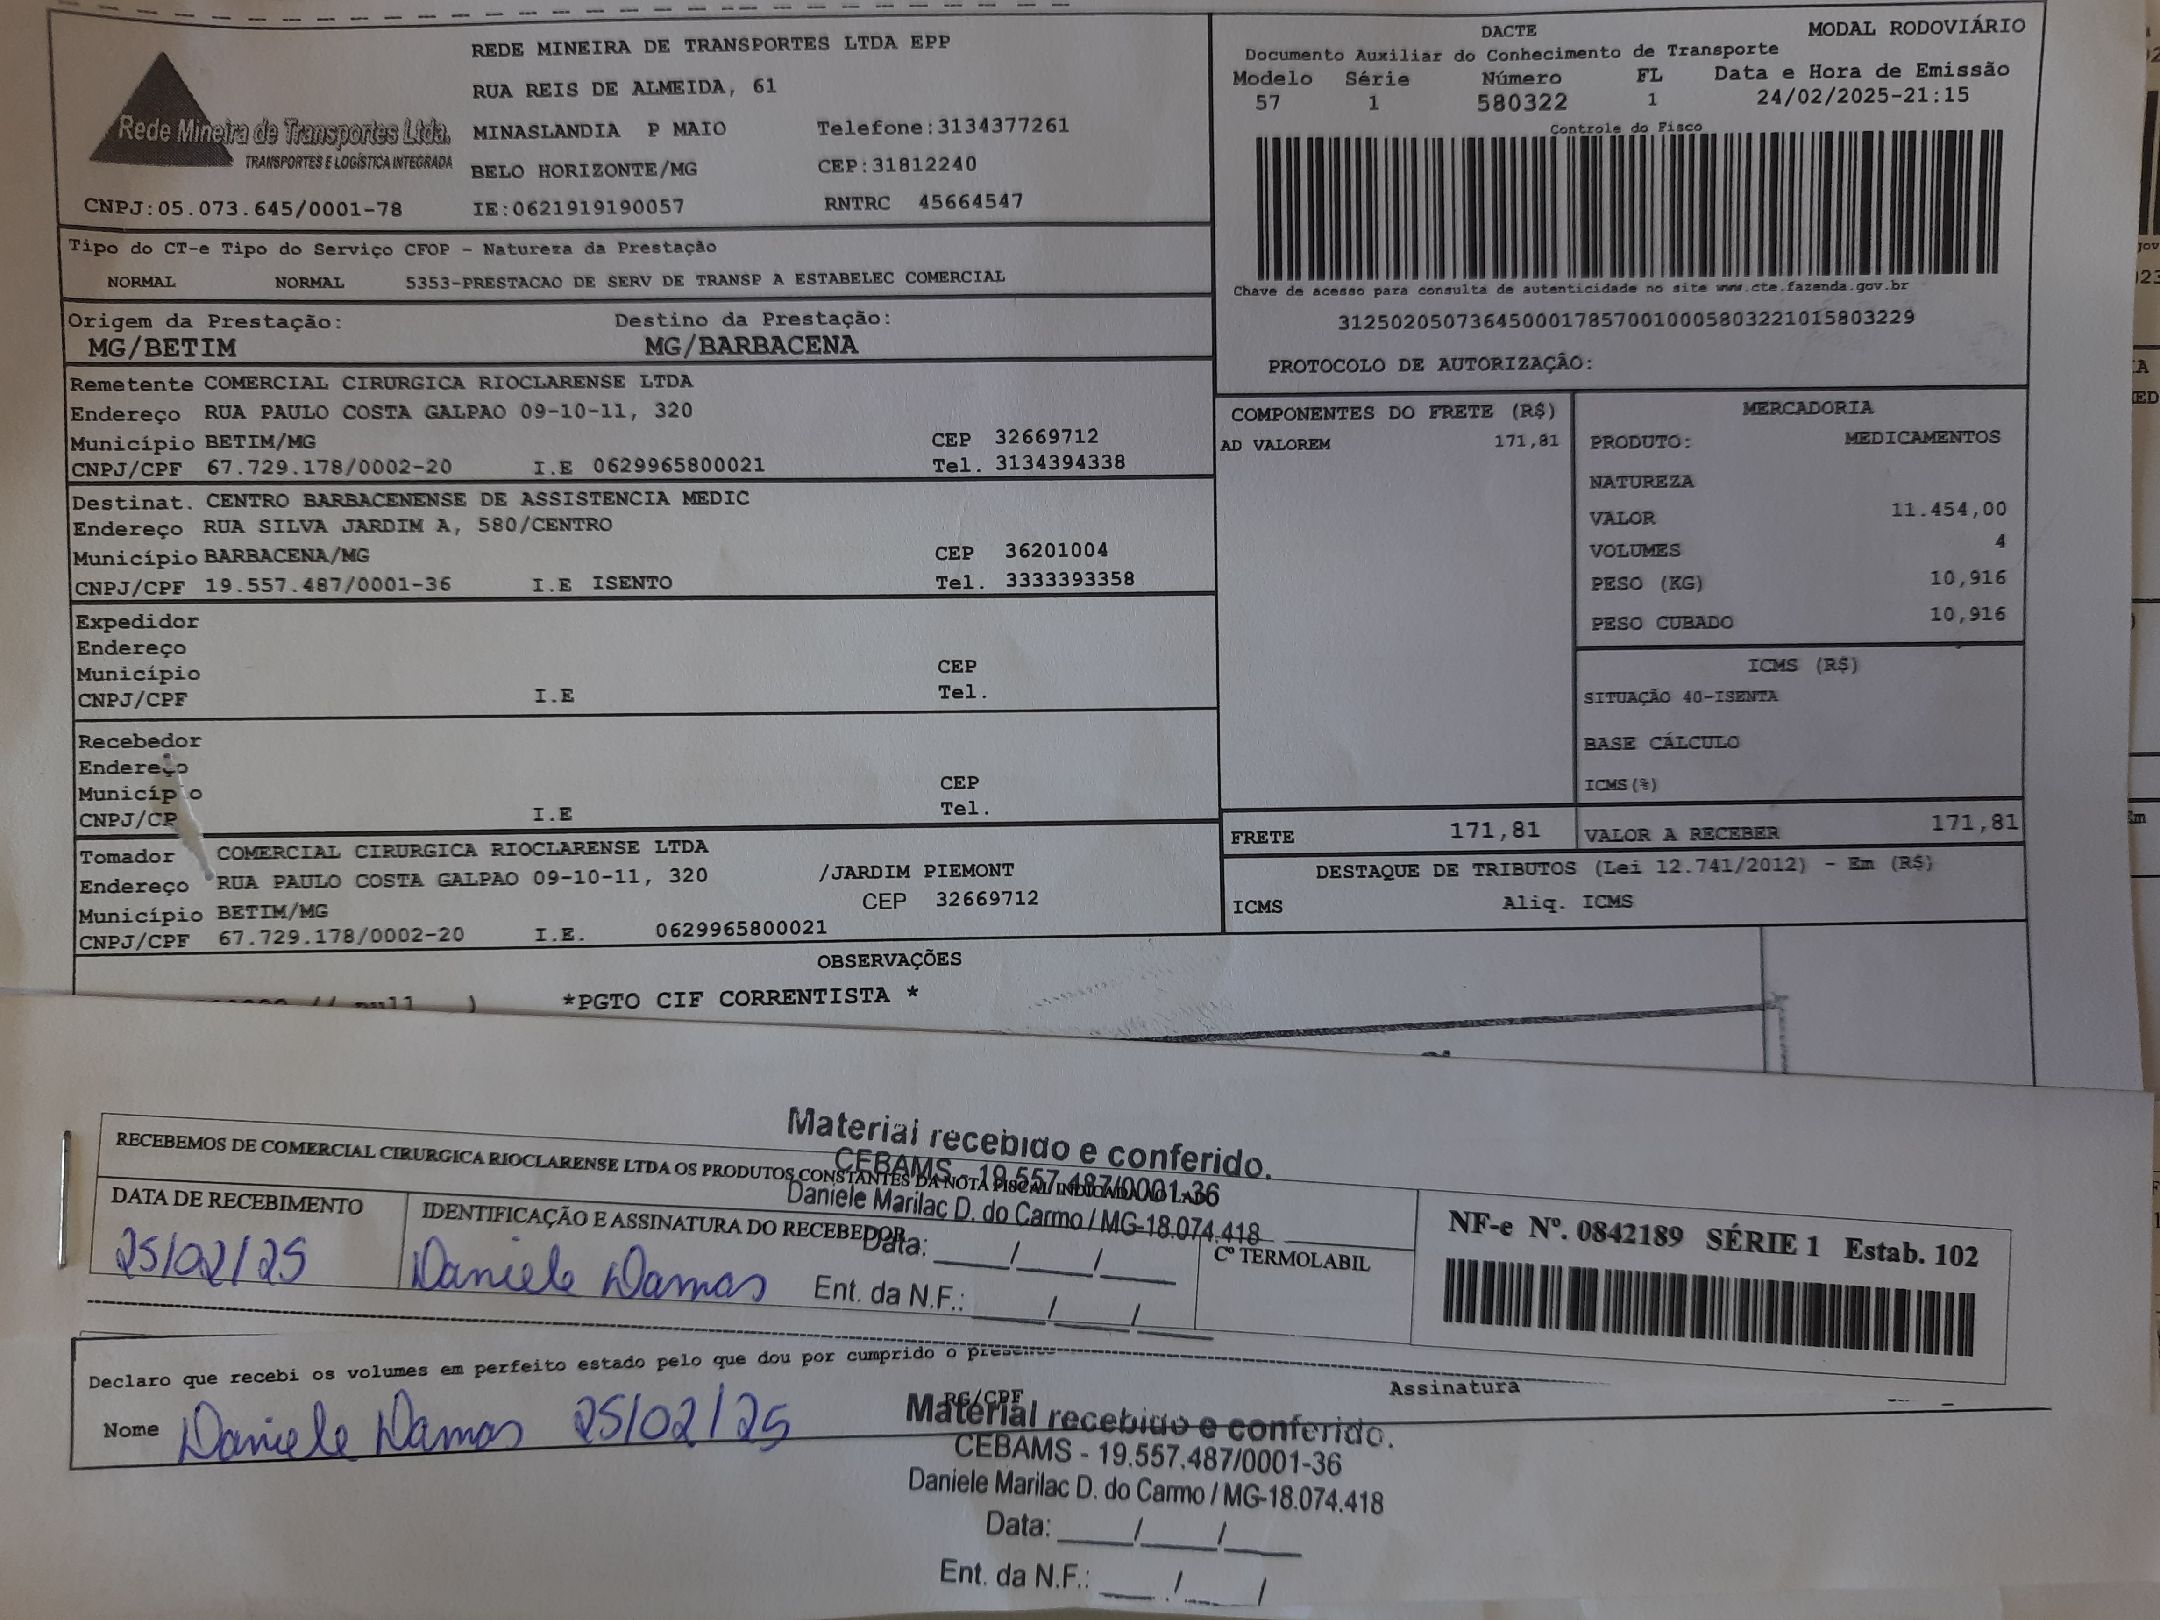 REDE MINEIRA DE TRANSPORTES LTDA EPP
RUA REIS DE ALMEIDA, 61
Rede Mineira de Transportes Ltda.
TRANSPORTES E LOGÍSTICA INTEGRADA
MINASLANDIA P MAIO Telefone:3134377261
BELO HORIZONTE/MG CEP:31812240
CNPJ:05.073.645/0001-78 IE:0621919190057 RNTRC 45664547
DACTE MODAL RODOVIÁRIO
Documento Auxiliar do Conhecimento de Transporte
Modelo Série Número FL Data e Hora de Emissão
57 1 580322 1 24/02/2025-21:15
Controle do Fisco
Chave de acesso para consulta de autenticidade no site www.cte.fazenda.gov.br
31250205073645000178570010005803221015803229
PROTOCOLO DE AUTORIZAÇÃO:
Tipo do CT-e Tipo do Serviço CFOP - Natureza da Prestação
NORMAL NORMAL 5353-PRESTACAO DE SERV DE TRANSP A ESTABELEC COMERCIAL
Origem da Prestação: Destino da Prestação:
MG/BETIM MG/BARBACENA
Remetente COMERCIAL CIRURGICA RIOCLARENSE LTDA
Endereço RUA PAULO COSTA GALPAO 09-10-11, 320
Município BETIM/MG CEP 32669712
CNPJ/CPF 67.729.178/0002-20 I.E 0629965800021 Tel. 3134394338
Destinat. CENTRO BARBACENENSE DE ASSISTENCIA MEDIC
Endereço RUA SILVA JARDIM A, 580/CENTRO
Município BARBACENA/MG CEP 36201004
CNPJ/CPF 19.557.487/0001-36 I.E ISENTO Tel. 3333393358
Expedidor
Endereço
Município CEP
CNPJ/CPF I.E Tel.
Recebedor
Endereço
Município CEP
CNPJ/CP I.E Tel.
Tomador COMERCIAL CIRURGICA RIOCLARENSE LTDA
Endereço RUA PAULO COSTA GALPAO 09-10-11, 320 /JARDIM PIEMONT
Município BETIM/MG CEP 32669712
CNPJ/CPF 67.729.178/0002-20 I.E. 0629965800021
COMPONENTES DO FRETE (R$)
AD VALOREM 171,81
MERCADORIA
PRODUTO: MEDICAMENTOS
NATUREZA
VALOR 11.454,00
VOLUMES 4
PESO (KG) 10,916
PESO CUBADO 10,916
ICMS (R$)
SITUAÇÃO 40-ISENTA
BASE CÁLCULO
ICMS(%)
FRETE 171,81 VALOR A RECEBER 171,81
DESTAQUE DE TRIBUTOS (Lei 12.741/2012) - Em (R$)
ICMS Aliq. ICMS
OBSERVAÇÕES
*PGTO CIF CORRENTISTA *
Material recebido e conferido.
RECEBEMOS DE COMERCIAL CIRURGICA RIOCLARENSE LTDA OS PRODUTOS CONSTANTES DA NOTA FISCAL INDICADA AO LADO
CEBAMS - 19.557.487/0001-36
Daniele Marilac D. do Carmo / MG-18.074.418
DATA DE RECEBIMENTO IDENTIFICAÇÃO E ASSINATURA DO RECEBEDOR
Data: ____/____/____
25/02/25 Daniele Damas
Ent. da N.F.: ____/____/____
Cº TERMOLABIL
NF-e Nº. 0842189 SÉRIE 1 Estab. 102
Declaro que recebi os volumes em perfeito estado pelo que dou por cumprido o presente
Nome Daniele Damas 25/02/25 RG/CPF Assinatura
Material recebido e conferido.
CEBAMS - 19.557.487/0001-36
Daniele Marilac D. do Carmo / MG-18.074.418
Data: ____/____/____
Ent. da N.F.: ____/____/